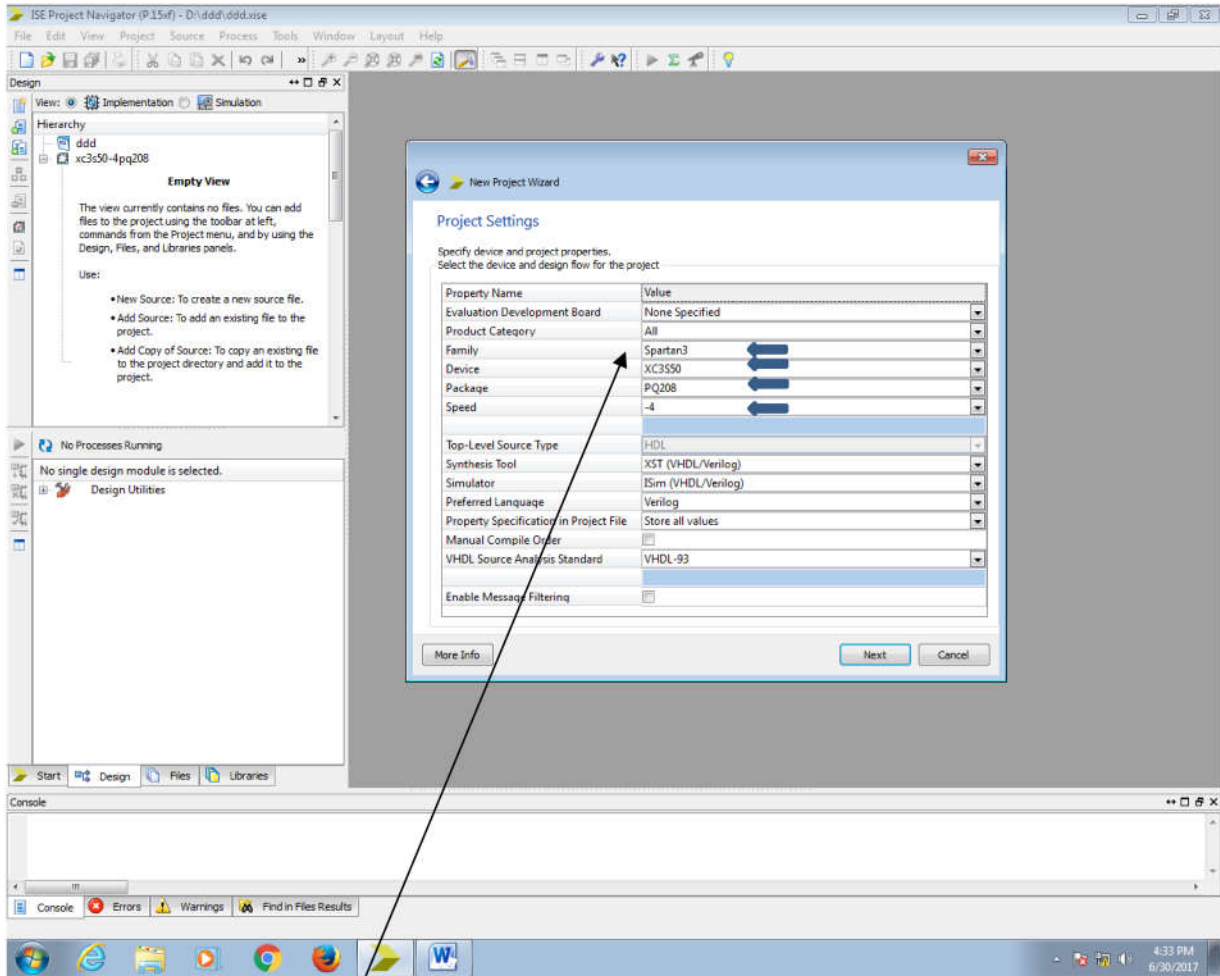 ISE Project Navigator (P.15xf) - D:\ddd\ddd.xise
File Edit View Project Source Process Tools Window Layout Help
Design
View: Implementation Simulation
Hierarchy
ddd
xc3s50-4pq208
Empty View
The view currently contains no files. You can add
files to the project using the toolbar at left,
commands from the Project menu, and by using the
Design, Files, and Libraries panels.
Use:
•New Source: To create a new source file.
•Add Source: To add an existing file to the
project.
•Add Copy of Source: To copy an existing file
to the project directory and add it to the
project.
No Processes Running
No single design module is selected.
Design Utilities
Start Design Files Libraries
New Project Wizard
Project Settings
Specify device and project properties.
Select the device and design flow for the project
Property Name Value
Evaluation Development Board None Specified
Product Category All
Family Spartan3
Device XC3S50
Package PQ208
Speed -4
Top-Level Source Type HDL
Synthesis Tool XST (VHDL/Verilog)
Simulator ISim (VHDL/Verilog)
Preferred Language Verilog
Property Specification in Project File Store all values
Manual Compile Order
VHDL Source Analysis Standard VHDL-93
Enable Message Filtering
More Info Next Cancel
Console
Console Errors Warnings Find in Files Results
4:33 PM
6/30/2017